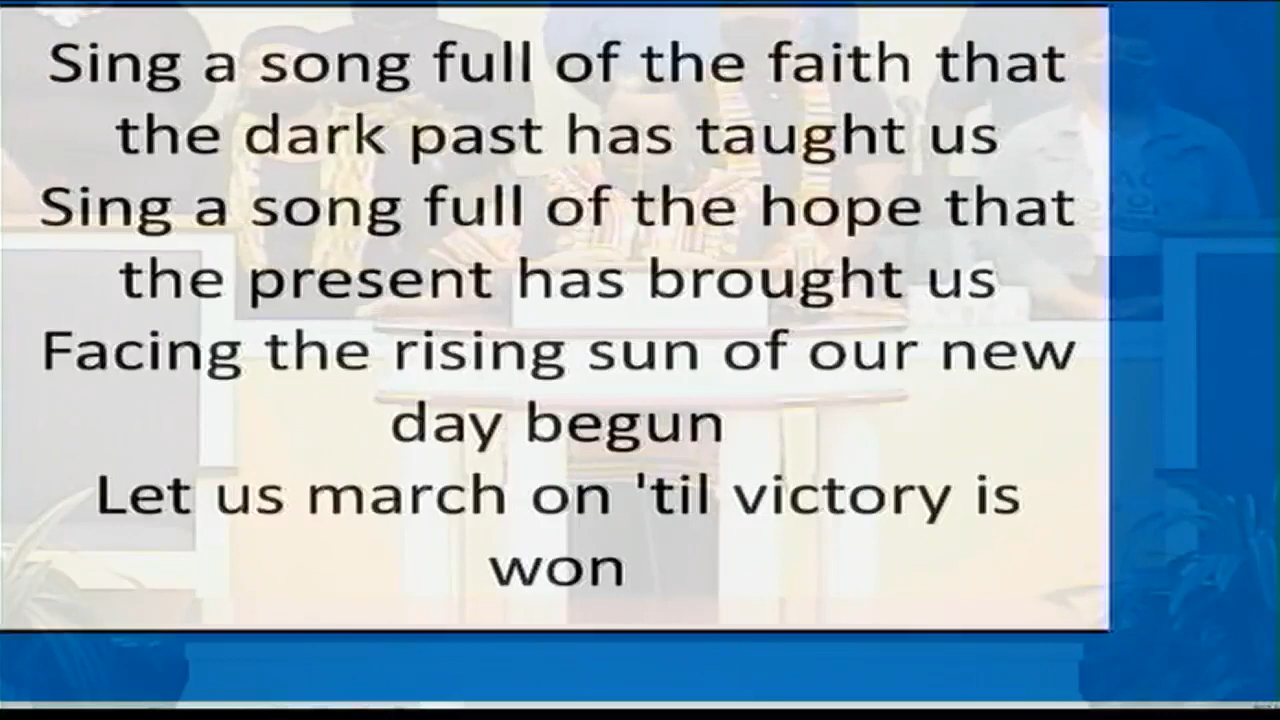 Sing a song full of the faith that
the dark past has taught us
Sing a song full of the hope that
the present has brought us
Facing the rising sun of our new
day begun
Let us march on 'til victory is
won